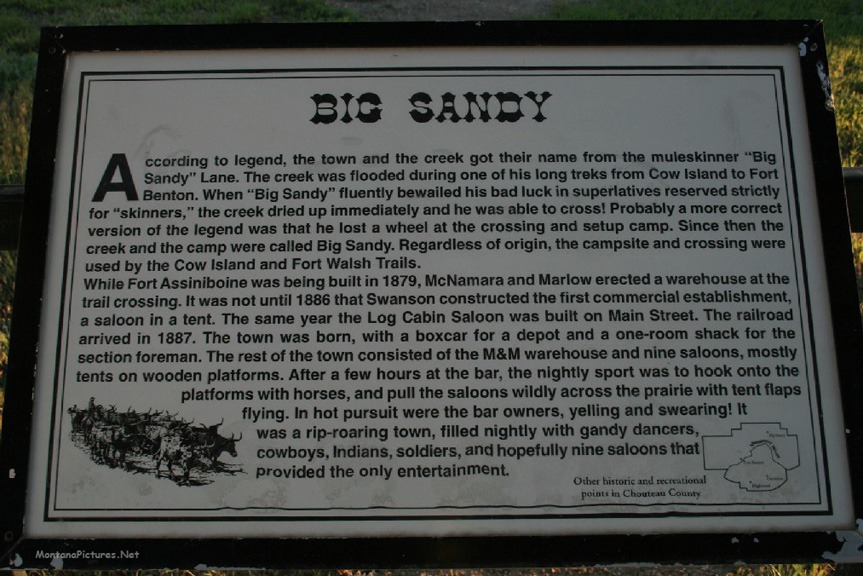 BIG SANDY
According to legend, the town and the creek got their name from the muleskinner "Big
Sandy" Lane. The creek was flooded during one of his long treks from Cow Island to Fort
Benton. When "Big Sandy" fluently bewailed his bad luck in superlatives reserved strictly
for "skinners," the creek dried up immediately and he was able to cross! Probably a more correct
version of the legend was that he lost a wheel at the crossing and setup camp. Since then the
creek and the camp were called Big Sandy. Regardless of origin, the campsite and crossing were
used by the Cow Island and Fort Walsh Trails.
While Fort Assiniboine was being built in 1879, McNamara and Marlow erected a warehouse at the
trail crossing. It was not until 1886 that Swanson constructed the first commercial establishment,
a saloon in a tent. The same year the Log Cabin Saloon was built on Main Street. The railroad
arrived in 1887. The town was born, with a boxcar for a depot and a one-room shack for the
section foreman. The rest of the town consisted of the M&M warehouse and nine saloons, mostly
tents on wooden platforms. After a few hours at the bar, the nightly sport was to hook onto the
platforms with horses, and pull the saloons wildly across the prairie with tent flaps
flying. In hot pursuit were the bar owners, yelling and swearing! It
was a rip-roaring town, filled nightly with gandy dancers,
cowboys, Indians, soldiers, and hopefully nine saloons that
provided the only entertainment.
Other historic and recreational
points in Chouteau County
MontanaPictures.Net